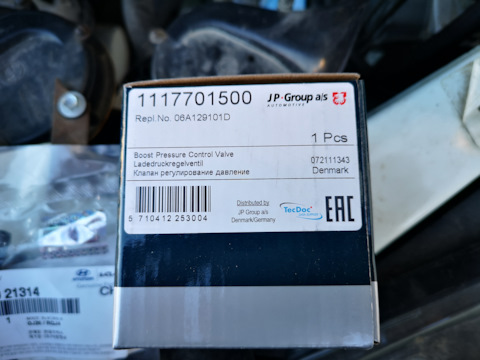 1117701500
JP-Group a/s
AUTOMOTIVE
Repl.No. 06A129101D
1 Pcs
Boost Pressure Control Valve
Ladedruckregelventil
Клапан регулирование давление
072111343
Denmark
5 710412 253004
Distributed by
JP Group a/s
Denmark/Germany
TecDoc
EAC
21314
1